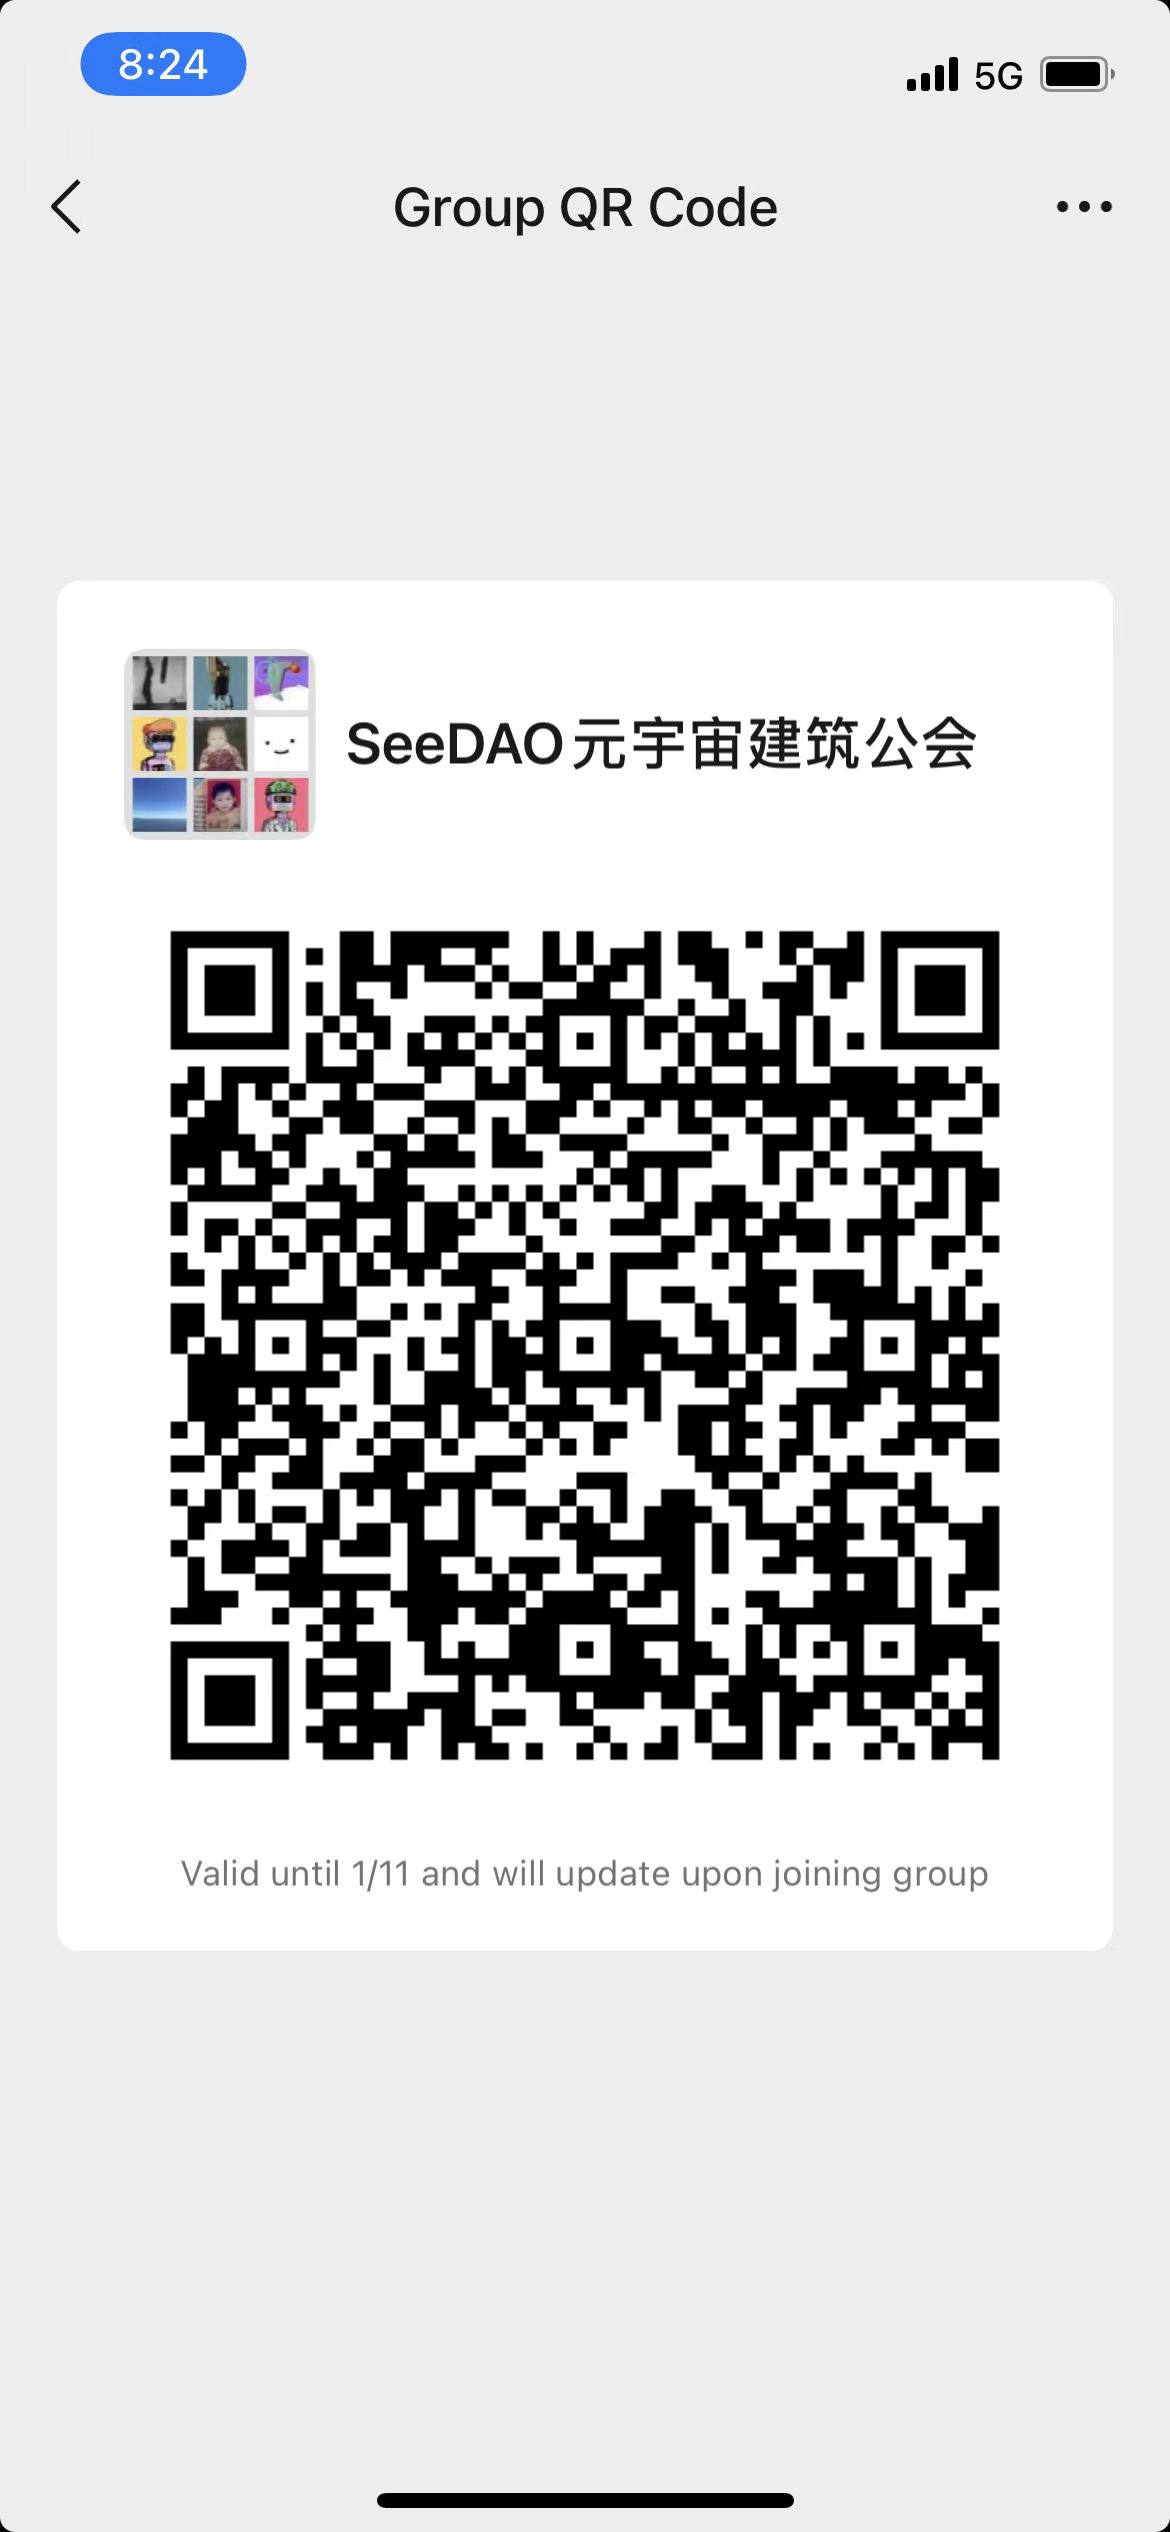 8:24
5G
Group QR Code
SeeDAO元宇宙建筑公会
Valid until 1/11 and will update upon joining group